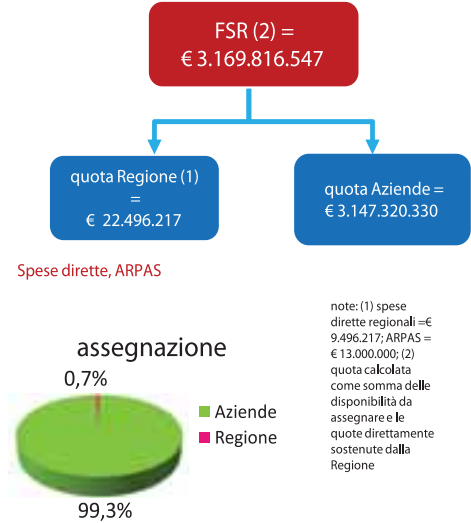 FSR (2) =
€ 3.169.816.547
quota Regione (1)
=
€ 22.496.217
quota Aziende =
€ 3.147.320.330
Spese dirette, ARPAS
note: (1) spese
dirette regionali =€
9.496.217; ARPAS =
€ 13.000.000; (2)
quota calcolata
come somma delle
disponibilità da
assegnare e le
quote direttamente
sostenute dalla
Regione
assegnazione
0,7%
Aziende
Regione
99,3%